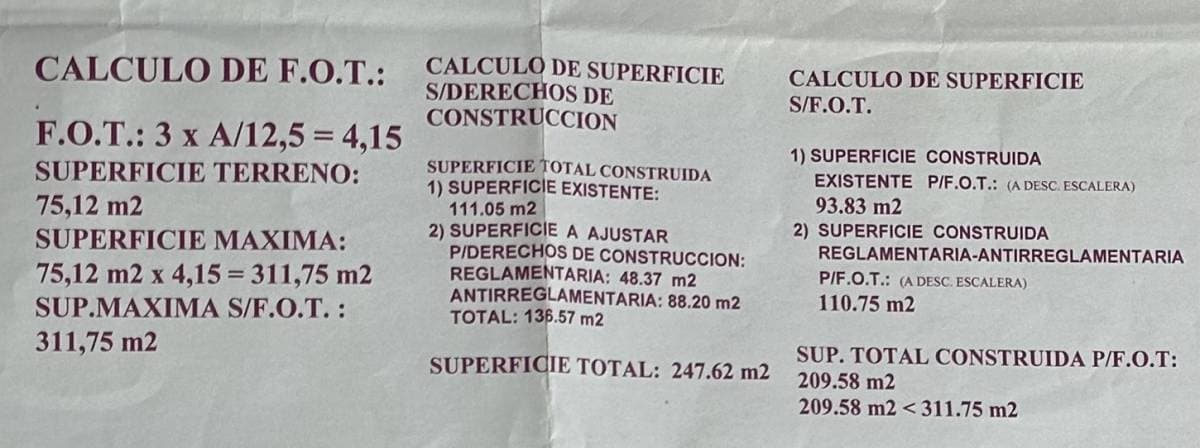 CALCULO DE F.O.T.:
F.O.T.: 3 x A/12,5 = 4,15
SUPERFICIE TERRENO:
75,12 m2
SUPERFICIE MAXIMA:
75,12 m2 x 4,15 = 311,75 m2
SUP.MAXIMA S/F.O.T. :
311,75 m2
CALCULO DE SUPERFICIE
S/DERECHOS DE
CONSTRUCCION
SUPERFICIE TOTAL CONSTRUIDA
1) SUPERFICIE EXISTENTE:
111.05 m2
2) SUPERFICIE A AJUSTAR
P/DERECHOS DE CONSTRUCCION:
REGLAMENTARIA: 48.37 m2
ANTIRREGLAMENTARIA: 88.20 m2
TOTAL: 136.57 m2
SUPERFICIE TOTAL: 247.62 m2
CALCULO DE SUPERFICIE
S/F.O.T.
1) SUPERFICIE CONSTRUIDA
EXISTENTE P/F.O.T.: (A DESC. ESCALERA)
93.83 m2
2) SUPERFICIE CONSTRUIDA
REGLAMENTARIA-ANTIRREGLAMENTARIA
P/F.O.T.: (A DESC. ESCALERA)
110.75 m2
SUP. TOTAL CONSTRUIDA P/F.O.T:
209.58 m2
209.58 m2 < 311.75 m2